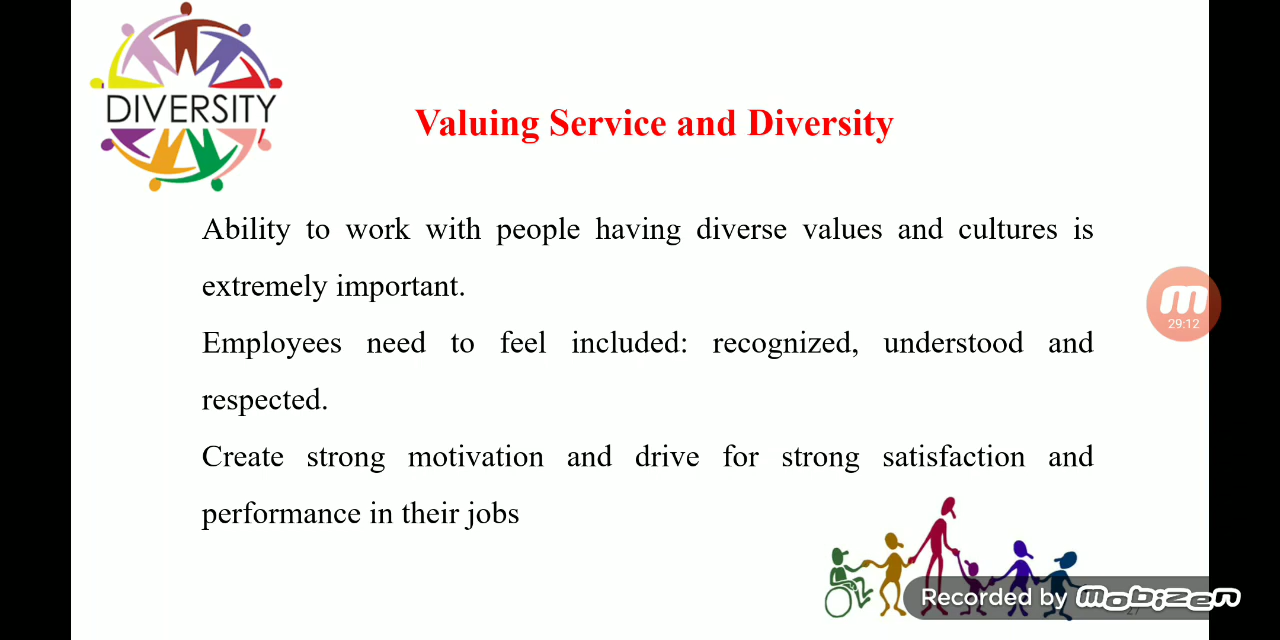 DIVERSITY
Valuing Service and Diversity
Ability to work with people having diverse values and cultures is
extremely important.
Employees need to feel included: recognized, understood and
respected.
Create strong motivation and drive for strong satisfaction and
performance in their jobs
29:12
Recorded by mobizen
27